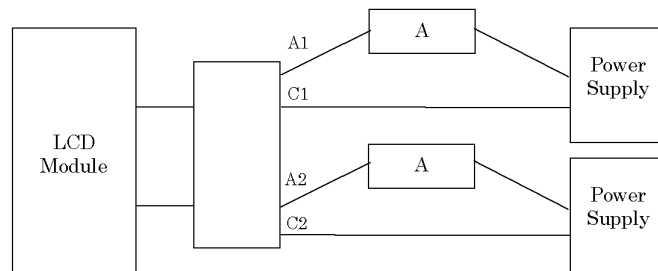 LCD
Module
A1
A
C1
Power
Supply
A2
A
C2
Power
Supply